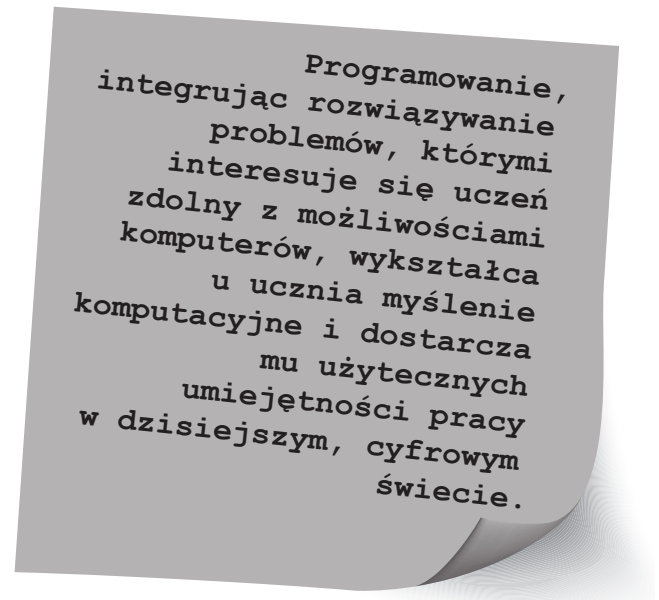 Programowanie,
integrując rozwiązywanie
problemów, którymi
interesuje się uczeń
zdolny z możliwościami
komputerów, wykształca
u ucznia myślenie
komputacyjne i dostarcza
mu użytecznych
umiejętności pracy
w dzisiejszym, cyfrowym
świecie.